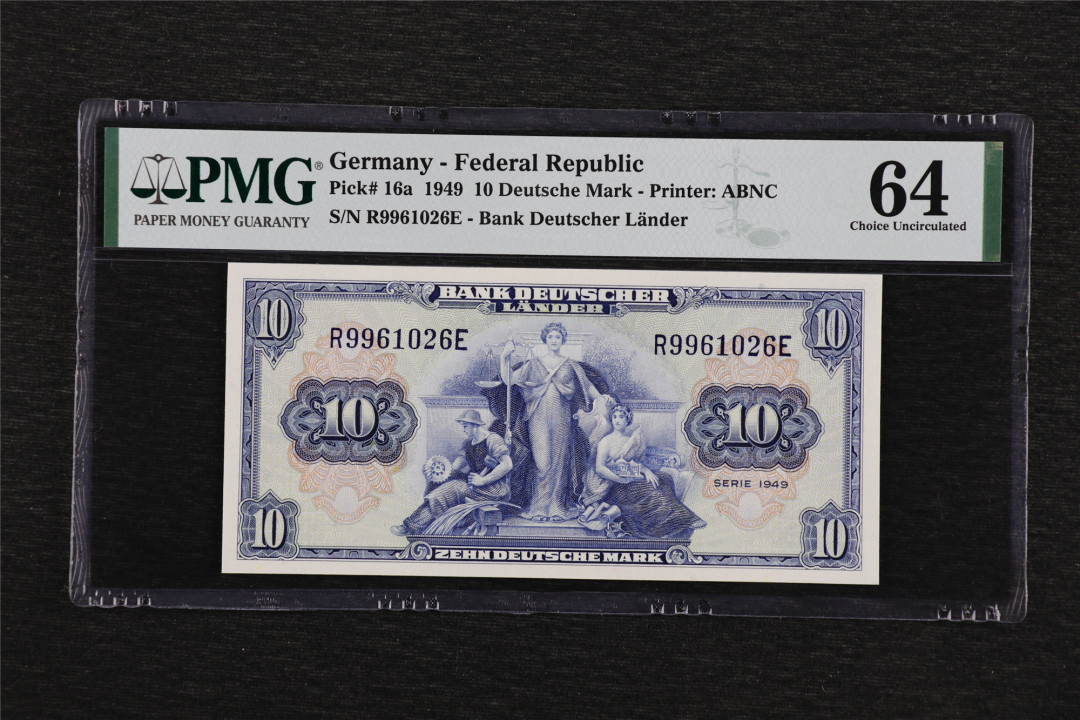 PMG®
PAPER MONEY GUARANTY
Germany - Federal Republic
Pick# 16a 1949 10 Deutsche Mark - Printer: ABNC
S/N R9961026E - Bank Deutscher Länder
64
Choice Uncirculated
BANK DEUTSCHER
LÄNDER
10
10
R9961026E
R9961026E
10
10
SERIE 1949
10
10
ZEHN DEUTSCHE MARK